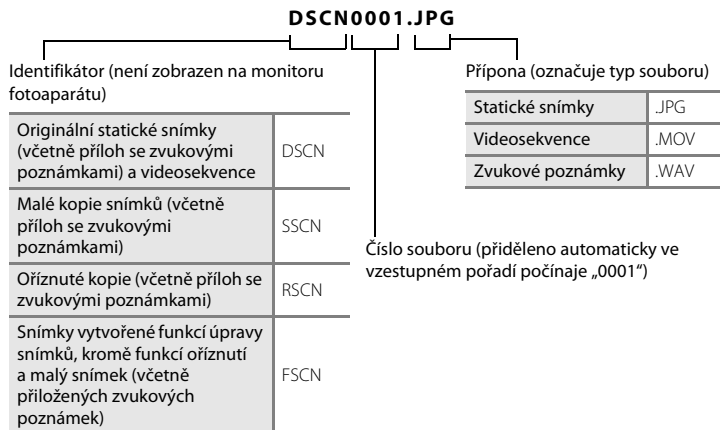 DSCN0001.JPG
Identifikátor (není zobrazen na monitoru
fotoaparátu)
Originální statické snímky
(včetně příloh se zvukovými
poznámkami) a videosekvence
DSCN
Malé kopie snímků (včetně
příloh se zvukovými
poznámkami)
SSCN
Oříznuté kopie (včetně příloh se
zvukovými poznámkami)
RSCN
Snímky vytvořené funkcí úpravy
snímků, kromě funkcí oříznutí
a malý snímek (včetně
přiložených zvukových
poznámek)
FSCN
Přípona (označuje typ souboru)
Statické snímky .JPG
Videosekvence .MOV
Zvukové poznámky .WAV
Číslo souboru (přiděleno automaticky ve
vzestupném pořadí počínaje „0001“)